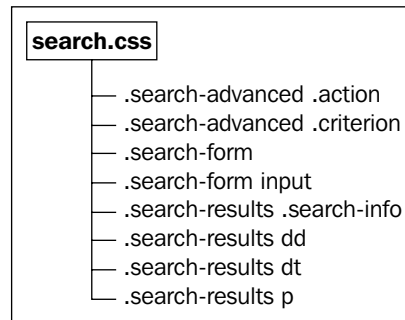 search.css
.search-advanced .action
.search-advanced .criterion
.search-form
.search-form input
.search-results .search-info
.search-results dd
.search-results dt
.search-results p